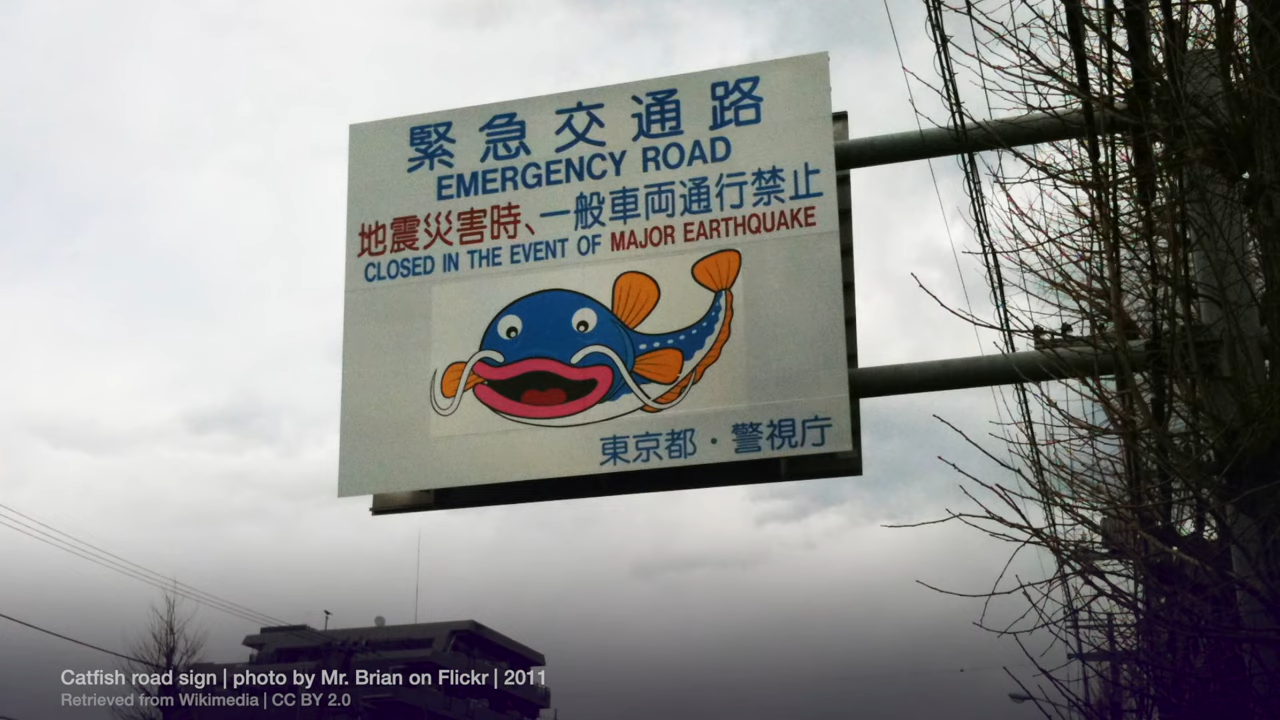 緊急交通路
EMERGENCY ROAD
地震災害時、一般車両通行禁止
CLOSED IN THE EVENT OF MAJOR EARTHQUAKE
東京都・警視庁
Catfish road sign | photo by Mr. Brian on Flickr | 2011
Retrieved from Wikimedia | CC BY 2.0